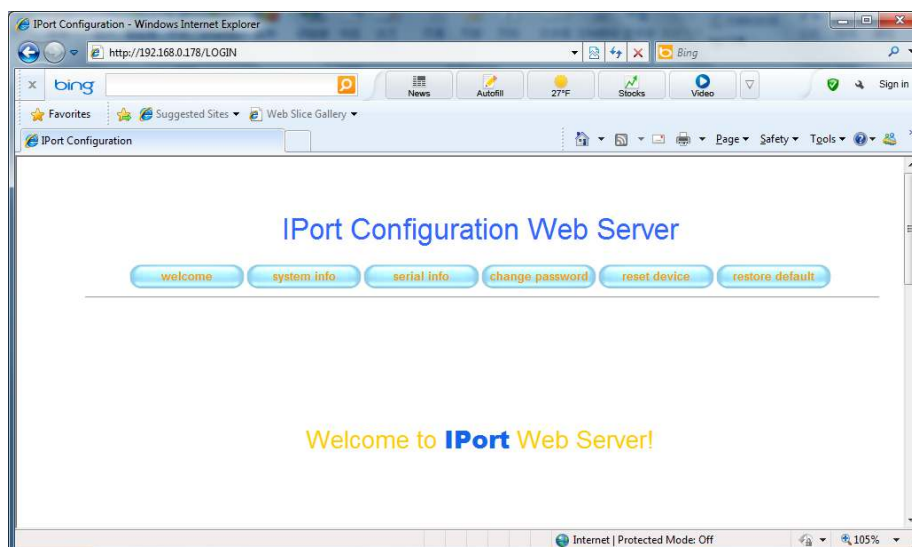 IPort Configuration - Windows Internet Explorer
http://192.168.0.178/LOGIN
Bing
x bing
News Autofill 27°F Stocks Video Sign in
Favorites Suggested Sites Web Slice Gallery
IPort Configuration Page Safety Tools
IPort Configuration Web Server
welcome system info serial info change password reset device restore default
Welcome to IPort Web Server!
Internet | Protected Mode: Off 105%